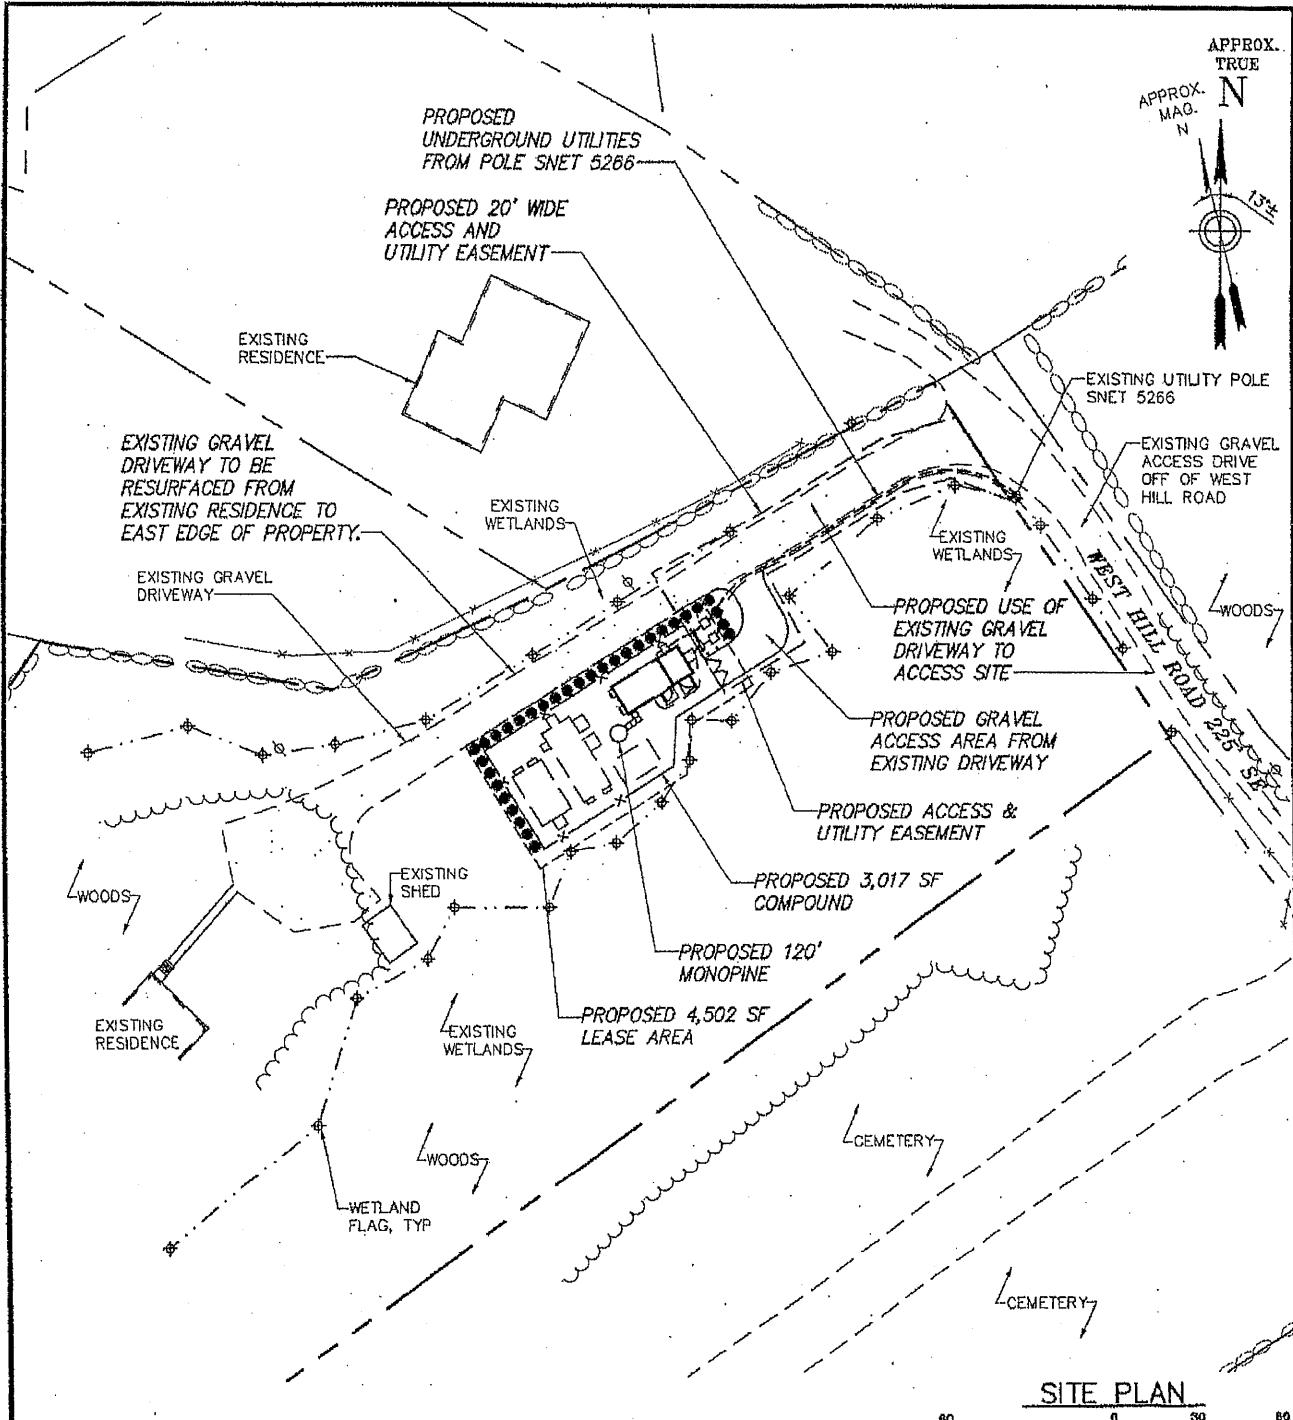 APPROX.
TRUE
N
APPROX.
MAG.
N
13°±
PROPOSED
UNDERGROUND UTILITIES
FROM POLE SNET 5266
PROPOSED 20' WIDE
ACCESS AND
UTILITY EASEMENT
EXISTING
RESIDENCE
EXISTING UTILITY POLE
SNET 5266
EXISTING GRAVEL
DRIVEWAY TO BE
RESURFACED FROM
EXISTING RESIDENCE TO
EAST EDGE OF PROPERTY.
EXISTING GRAVEL
ACCESS DRIVE
OFF OF WEST
HILL ROAD
EXISTING
WETLANDS
EXISTING
WETLANDS
EXISTING GRAVEL
DRIVEWAY
WEST HILL ROAD 225 SE
WOODS
PROPOSED USE OF
EXISTING GRAVEL
DRIVEWAY TO
ACCESS SITE
PROPOSED GRAVEL
ACCESS AREA FROM
EXISTING DRIVEWAY
PROPOSED ACCESS &
UTILITY EASEMENT
PROPOSED 3,017 SF
COMPOUND
WOODS
EXISTING
SHED
PROPOSED 120'
MONOPINE
PROPOSED 4,502 SF
LEASE AREA
EXISTING
RESIDENCE
EXISTING
WETLANDS
CEMETERY
WOODS
WETLAND
FLAG, TYP
CEMETERY
SITE PLAN
60 0 30 60